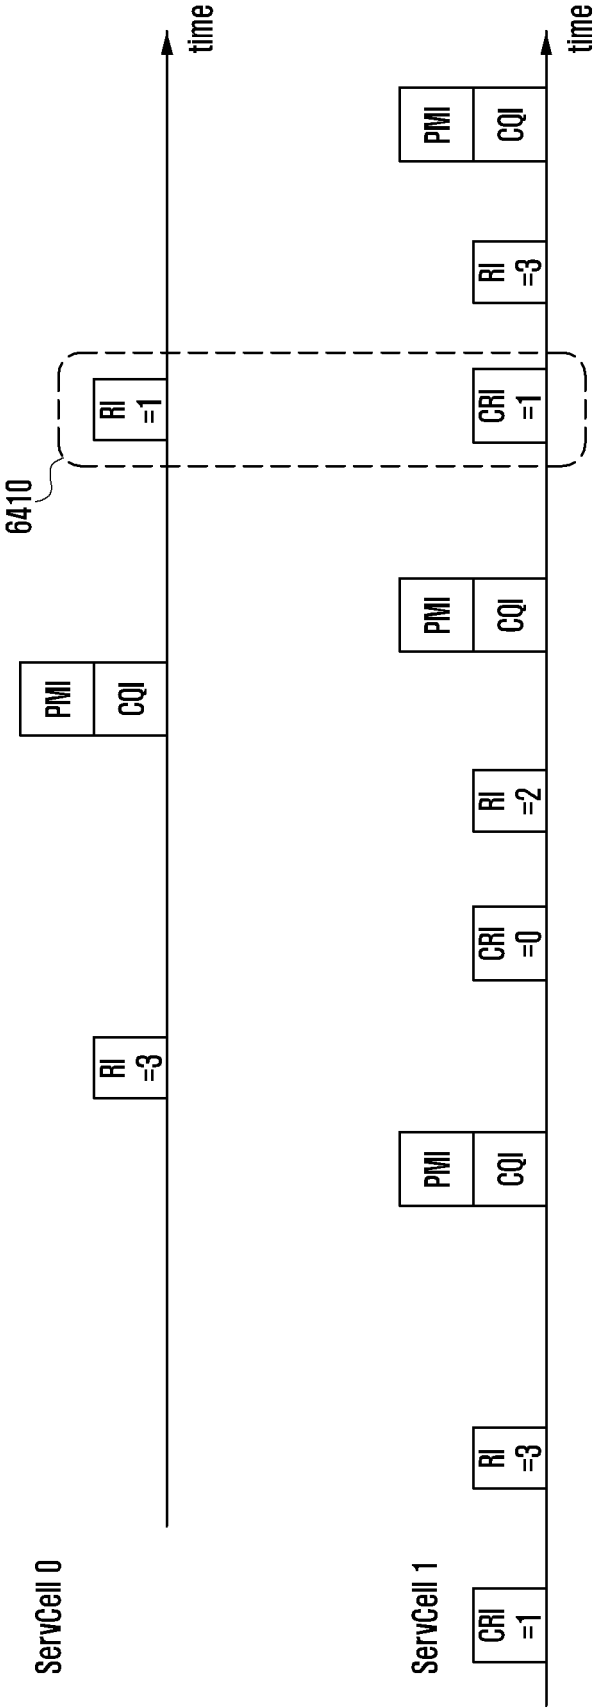 ServCell 0
RI
=3
PMI
CQI
6410
RI
=1
time
ServCell 1
CRI
=1
RI
=3
PMI
CQI
CRI
=0
RI
=2
PMI
CQI
CRI
=1
RI
=3
PMI
CQI
time